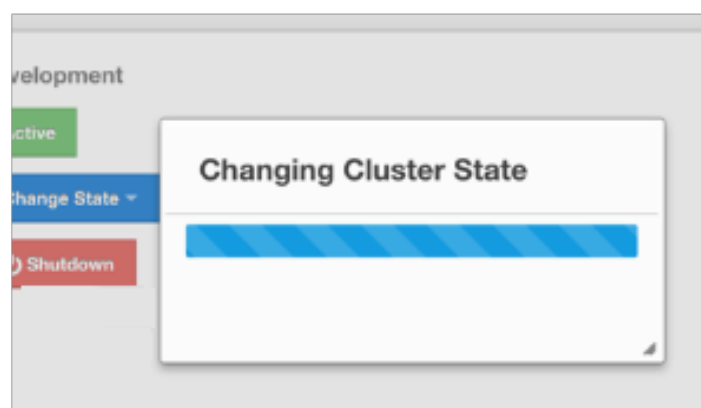 velopment
ctive
Changing Cluster State
hange State
Shutdown